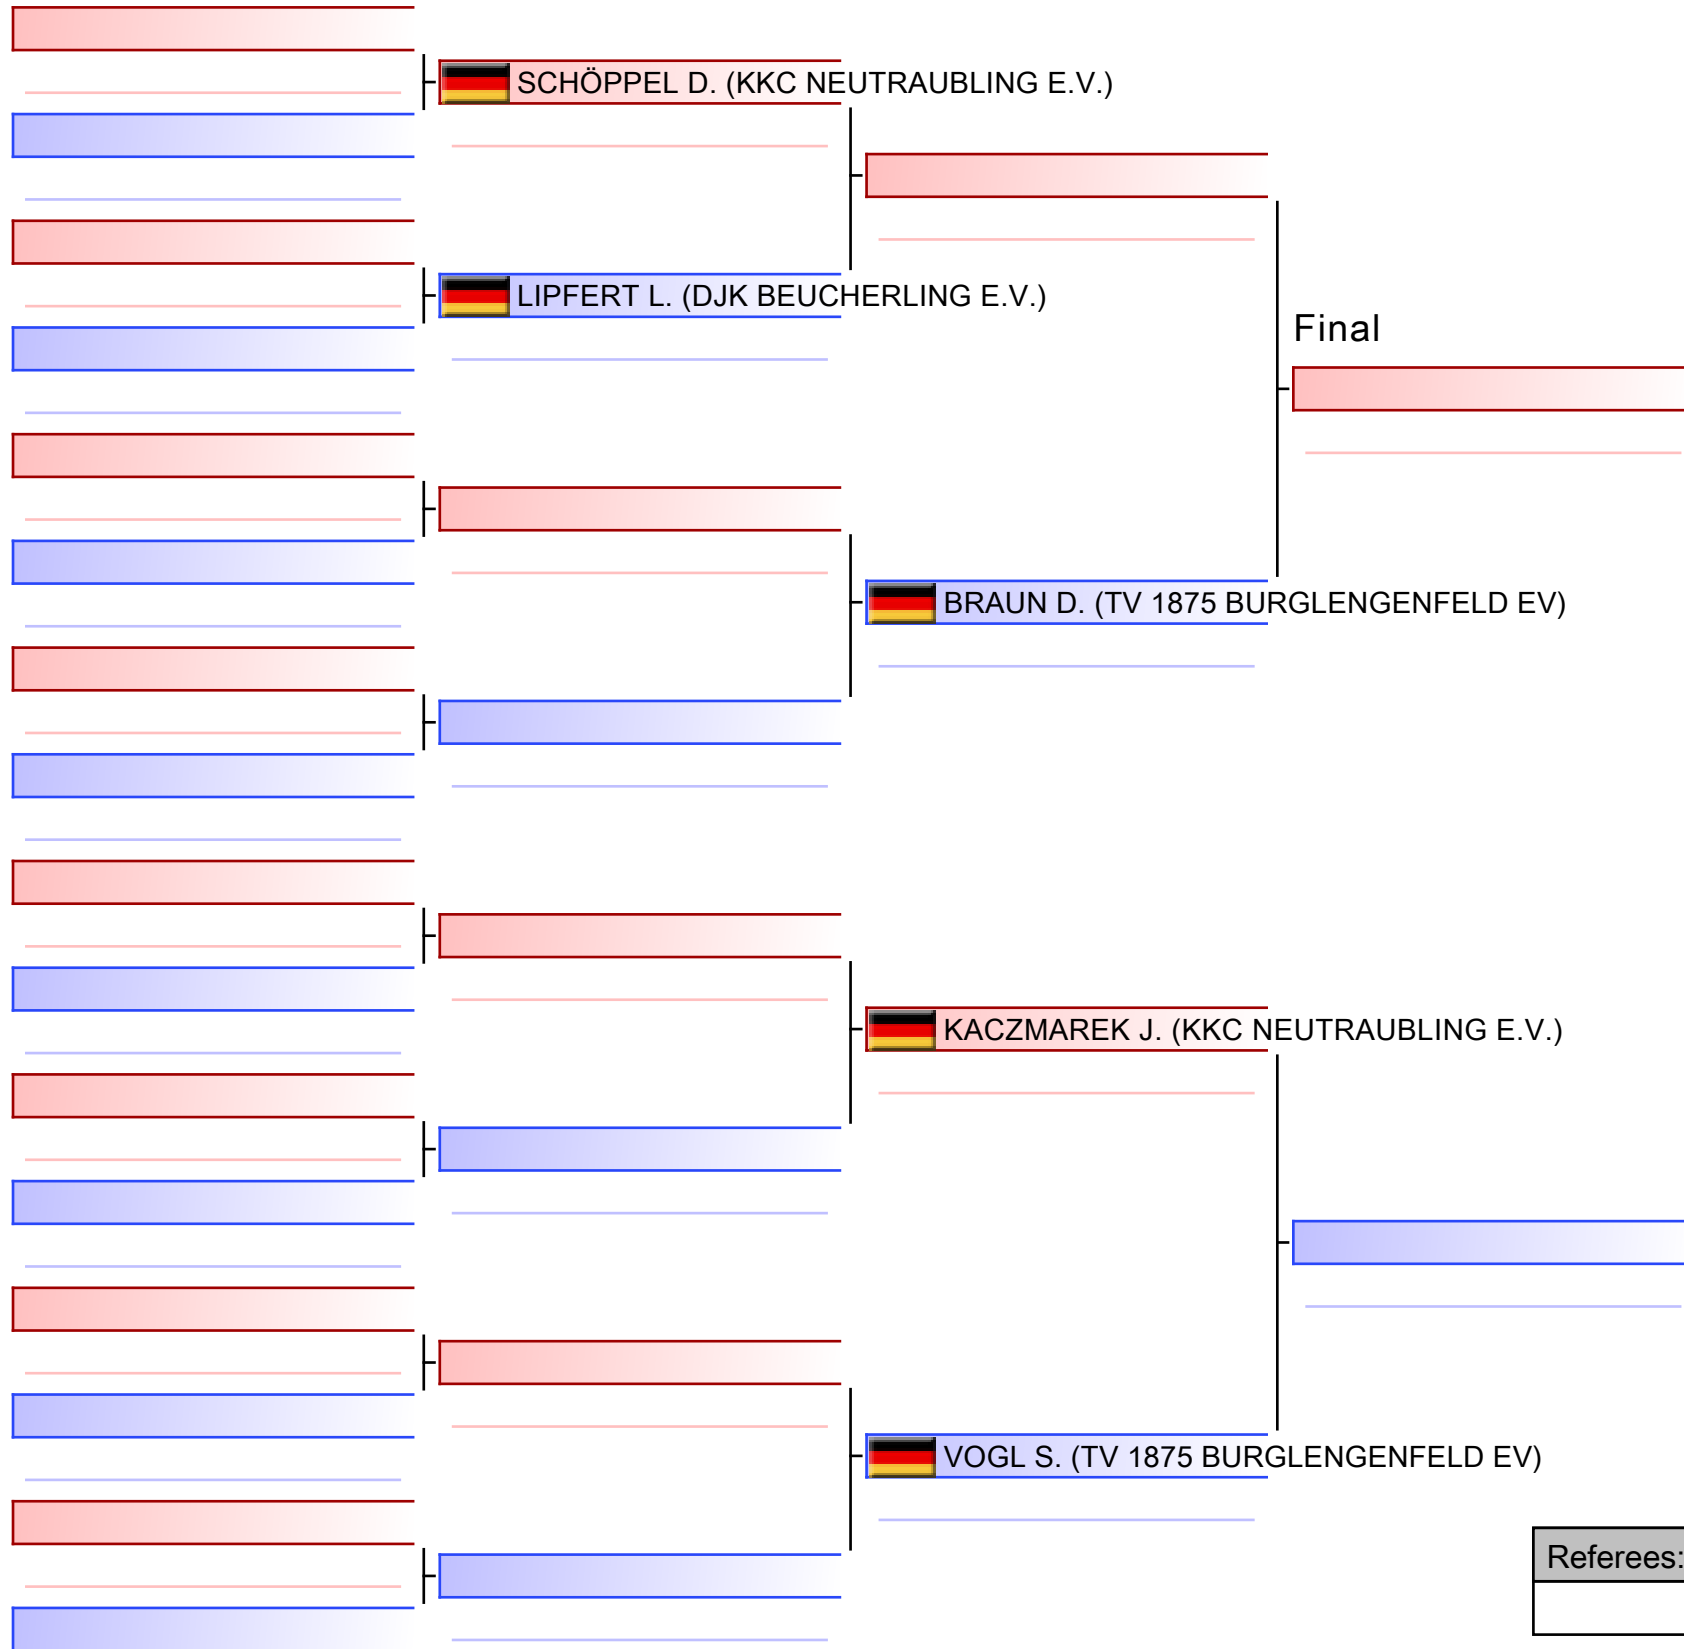 SCHÖPPEL D. (KKC NEUTRAUBLING E.V.)
LIPFERT L. (DJK BEUCHERLING E.V.)
Final
BRAUN D. (TV 1875 BURGLENGENFELD EV)
KACZMAREK J. (KKC NEUTRAUBLING E.V.)
VOGL S. (TV 1875 BURGLENGENFELD EV)
Referees: